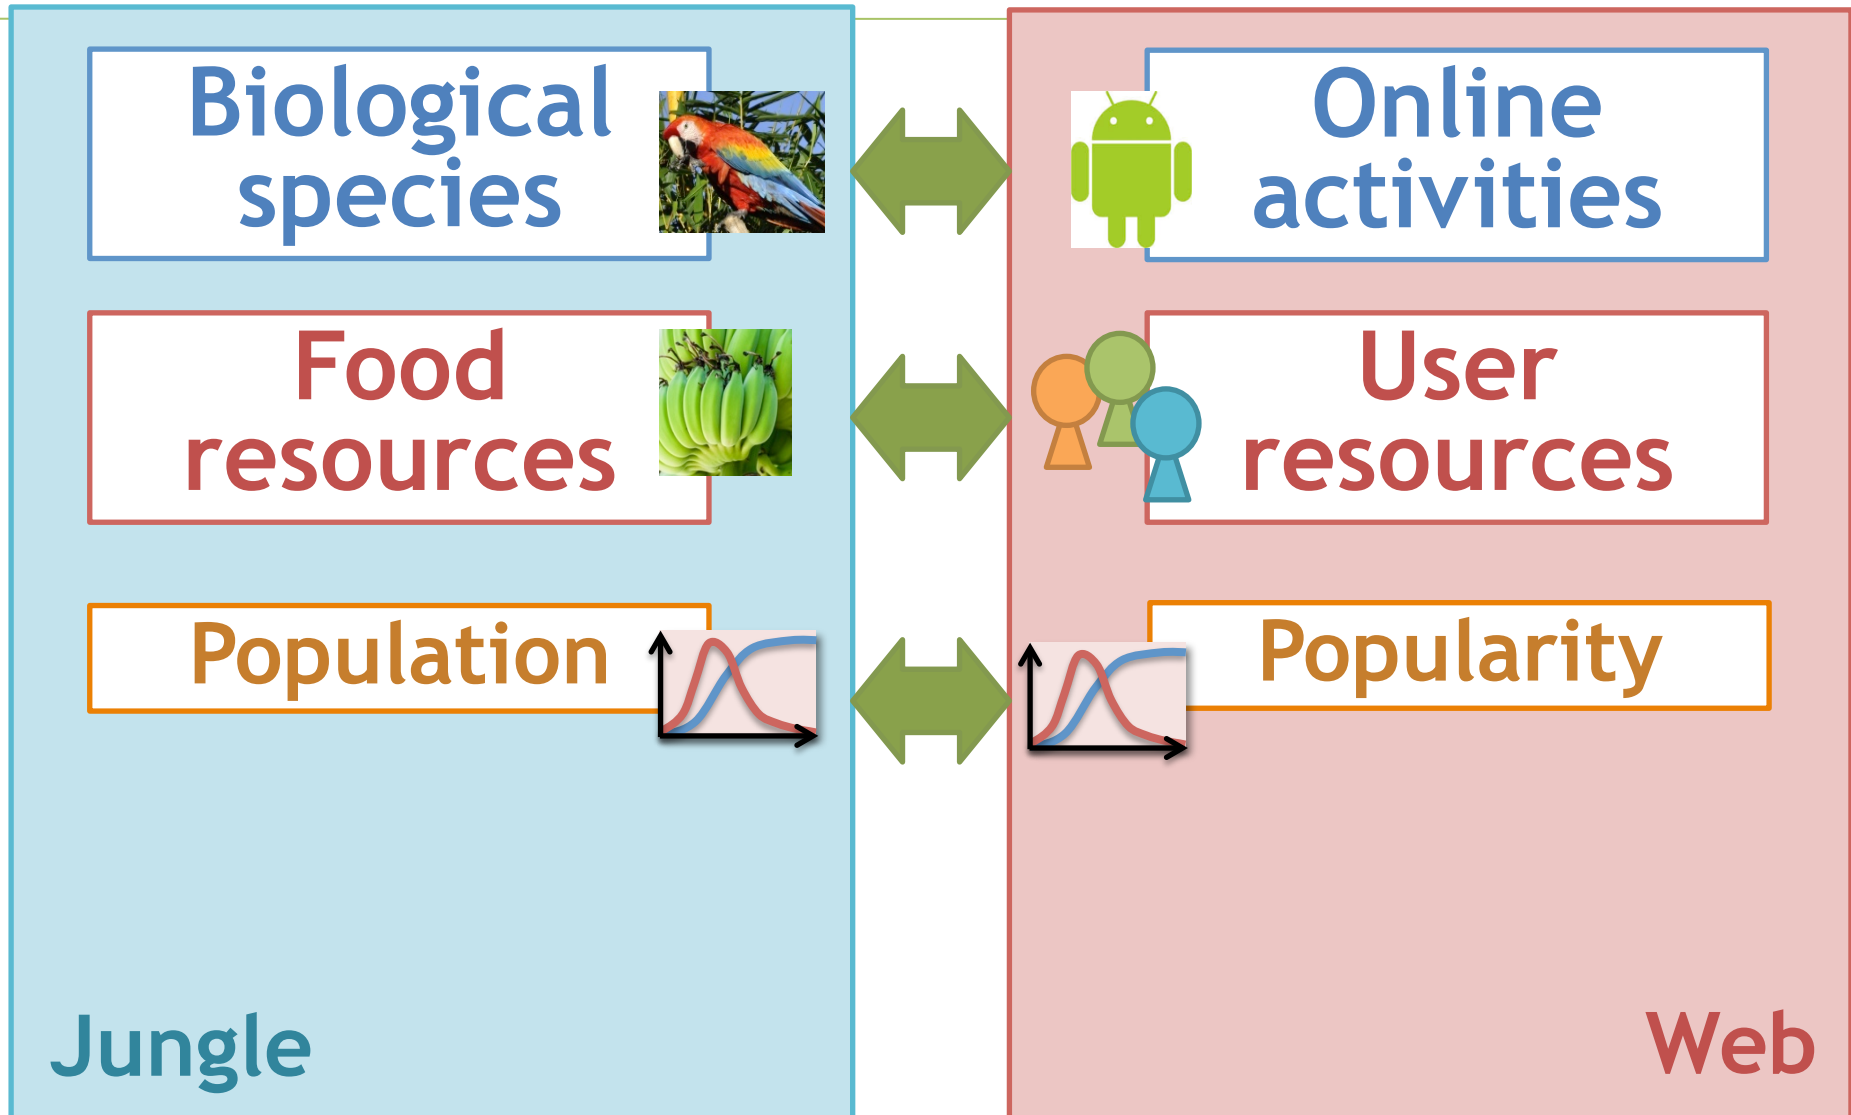 Biological
species
Food
resources
Population
Jungle
Online
activities
User
resources
Popularity
Web